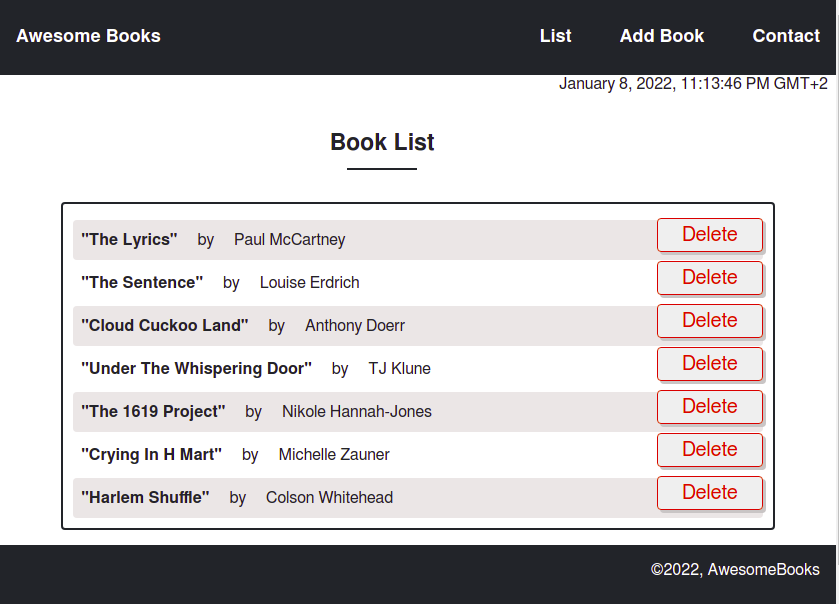 Awesome Books List Add Book Contact
January 8, 2022, 11:13:46 PM GMT+2
Book List
"The Lyrics" by Paul McCartney Delete
"The Sentence" by Louise Erdrich Delete
"Cloud Cuckoo Land" by Anthony Doerr Delete
"Under The Whispering Door" by TJ Klune Delete
"The 1619 Project" by Nikole Hannah-Jones Delete
"Crying In H Mart" by Michelle Zauner Delete
"Harlem Shuffle" by Colson Whitehead Delete
©2022, AwesomeBooks